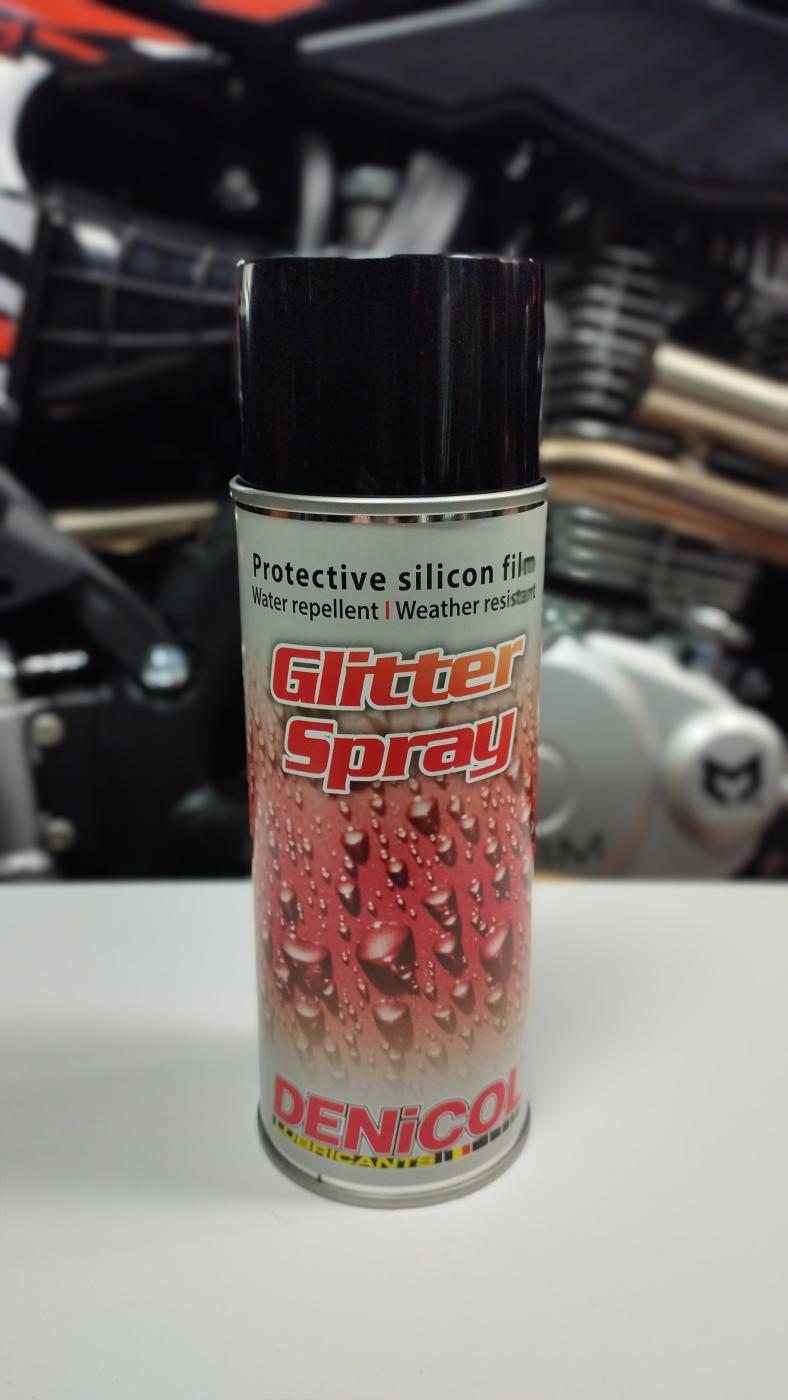 Protective silicon film
Water repellent | Weather resistant
Glitter
Spray
DENiCOL
LUBRICANTS